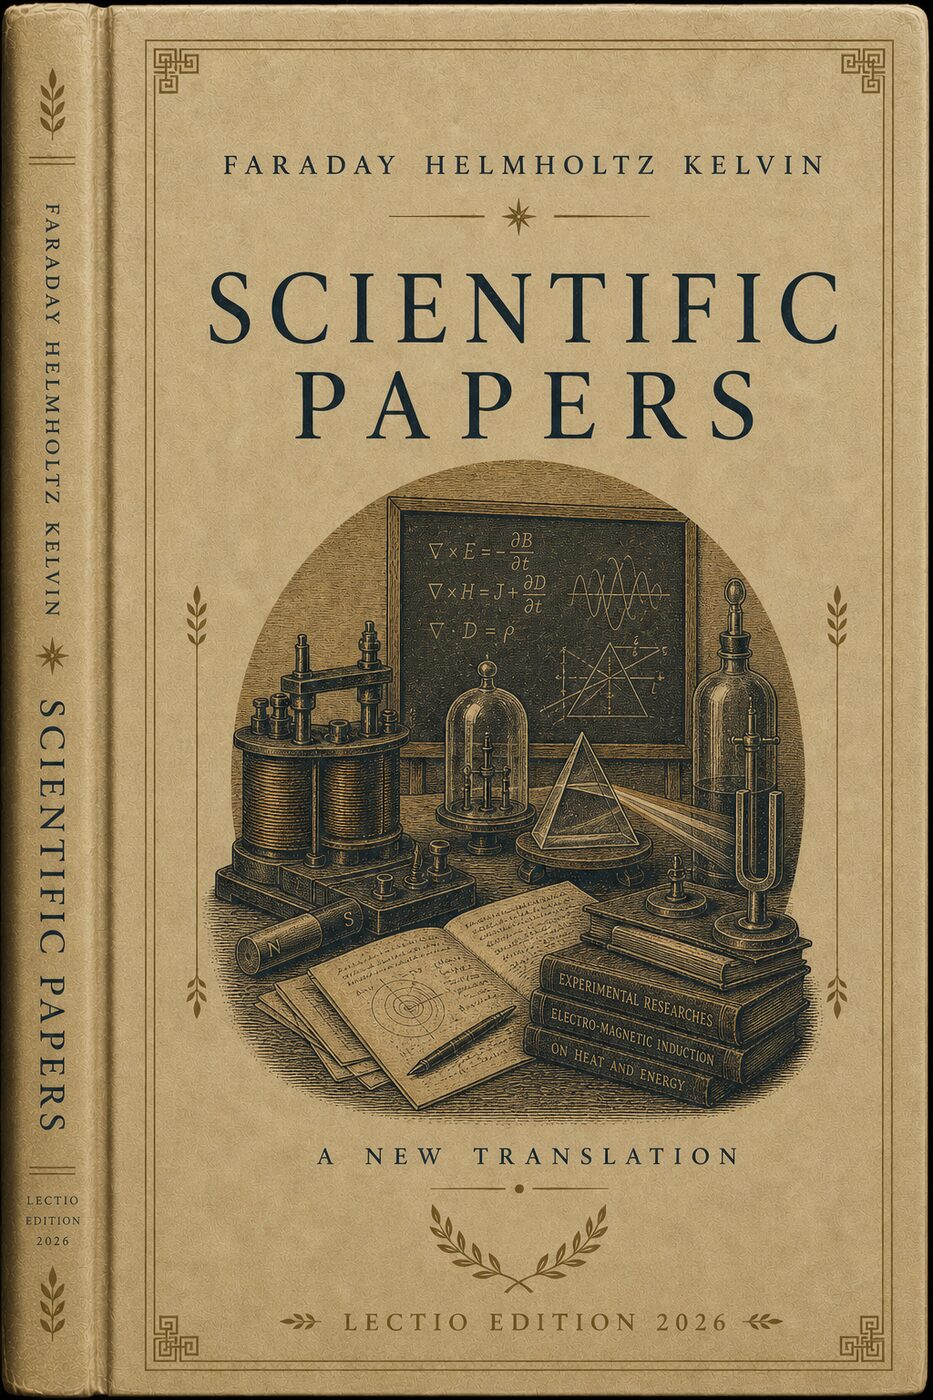 FARADAY HELMHOLTZ KELVIN
SCIENTIFIC
PAPERS
∇ × E = - ∂B/∂t
∇ × H = J + ∂D/∂t
∇ · D = ρ
N S
EXPERIMENTAL RESEARCHES
ELECTRO-MAGNETIC INDUCTION
ON HEAT AND ENERGY
A NEW TRANSLATION
LECTIO EDITION 2026
FARADAY HELMHOLTZ KELVIN
SCIENTIFIC PAPERS
LECTIO
EDITION
2026